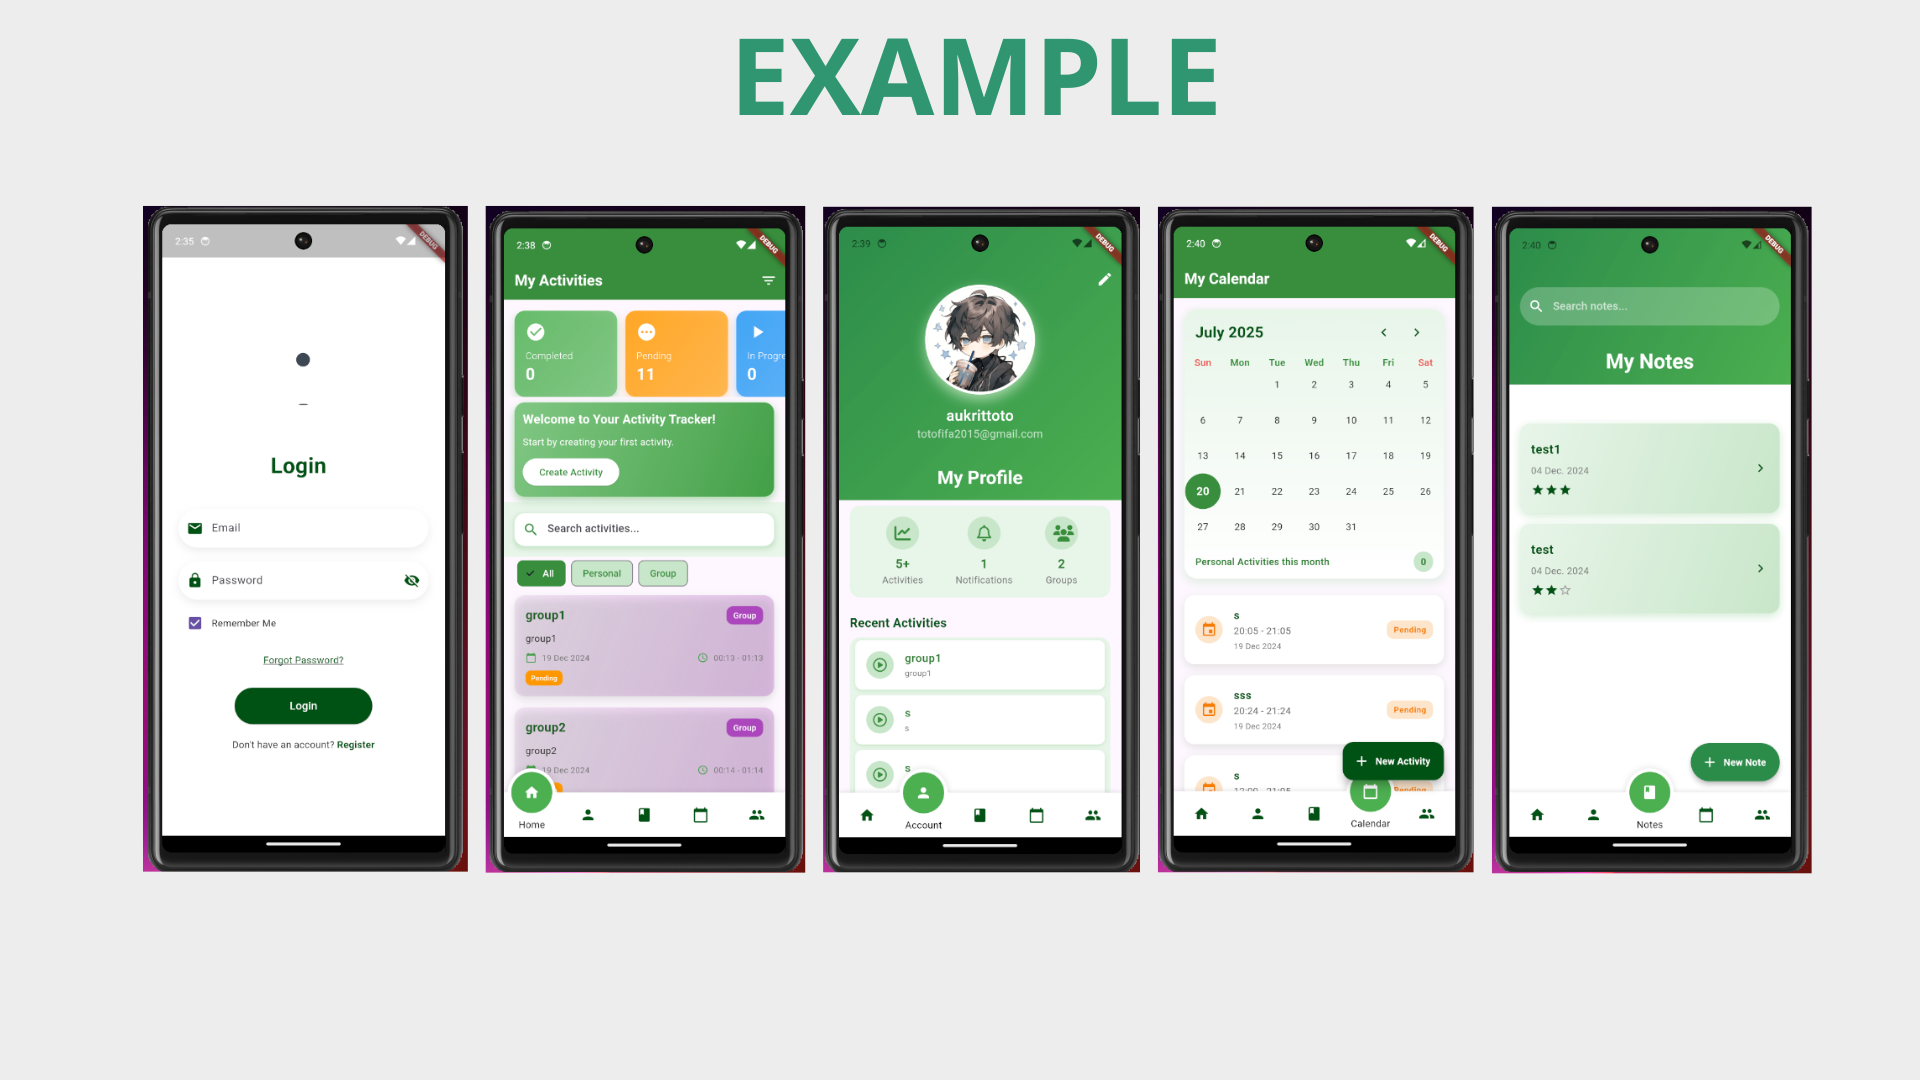 EXAMPLE
2:35
DEBUG
Login
Email
Password
Remember Me
Forgot Password?
Login
Don't have an account? Register
2:38
DEBUG
My Activities
Completed
0
Pending
11
In Progre
0
Welcome to Your Activity Tracker!
Start by creating your first activity.
Create Activity
Search activities...
All Personal Group
group1 Group
group1
19 Dec 2024 00:13 - 01:13
Pending
group2 Group
group2
19 Dec 2024 00:14 - 01:14
Home
2:39
DEBUG
aukrittoto
totofifa2015@gmail.com
My Profile
5+ 1 2
Activities Notifications Groups
Recent Activities
group1
group1
s
s
s
Account
2:40
DEBUG
My Calendar
July 2025
Sun Mon Tue Wed Thu Fri Sat
1 2 3 4 5
6 7 8 9 10 11 12
13 14 15 16 17 18 19
20 21 22 23 24 25 26
27 28 29 30 31
Personal Activities this month 0
s
20:05 - 21:05 Pending
19 Dec 2024
sss
20:24 - 21:24 Pending
19 Dec 2024
s
New Activity
Pending
Calendar
2:40
DEBUG
Search notes...
My Notes
test1
04 Dec. 2024
test
04 Dec. 2024
New Note
Notes